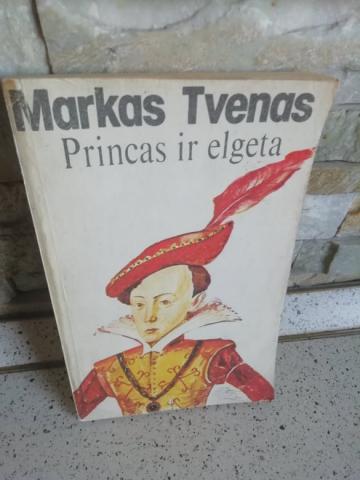 Markas Tvenas
Princas ir elgeta